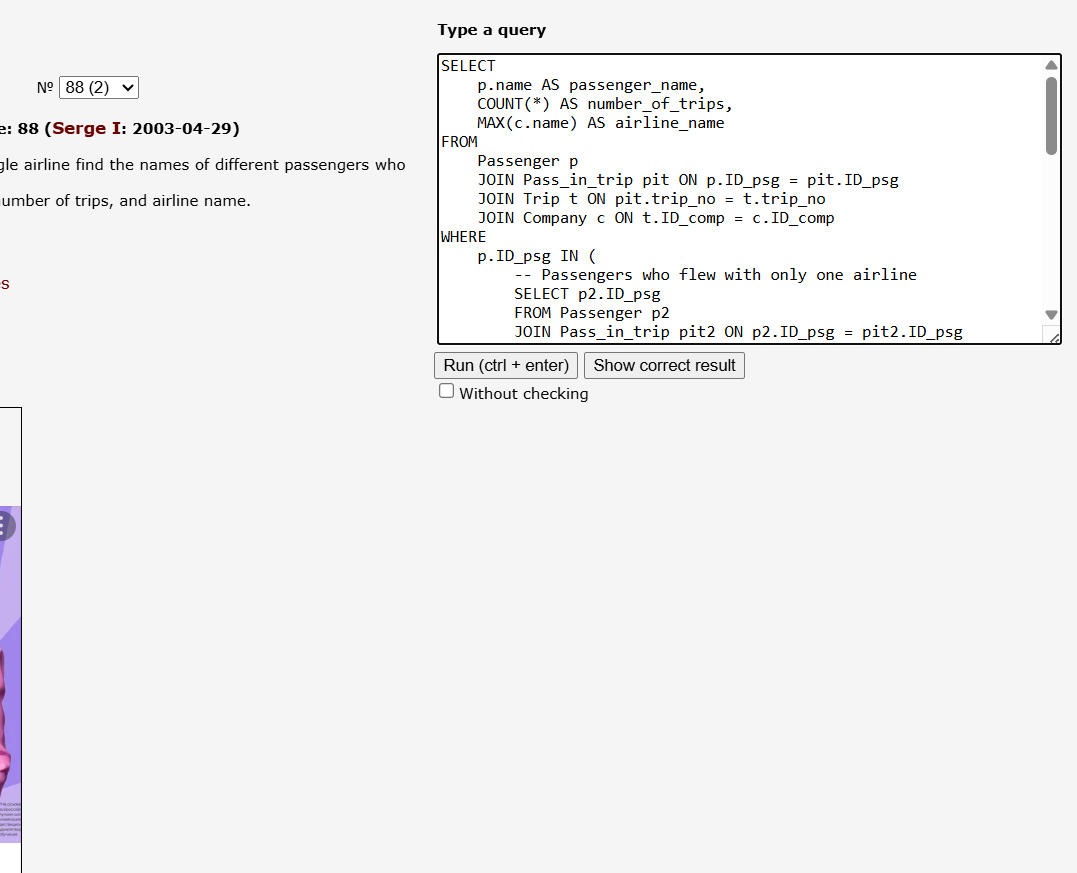 Type a query
SELECT
p.name AS passenger_name,
COUNT(*) AS number_of_trips,
MAX(c.name) AS airline_name
FROM
Passenger p
JOIN Pass_in_trip pit ON p.ID_psg = pit.ID_psg
JOIN Trip t ON pit.trip_no = t.trip_no
JOIN Company c ON t.ID_comp = c.ID_comp
WHERE
p.ID_psg IN (
-- Passengers who flew with only one airline
SELECT p2.ID_psg
FROM Passenger p2
JOIN Pass_in_trip pit2 ON p2.ID_psg = pit2.ID_psg
Run (ctrl + enter) Show correct result
Without checking
№ 88 (2)
e: 88 (Serge I: 2003-04-29)
gle airline find the names of different passengers who
umber of trips, and airline name.
s